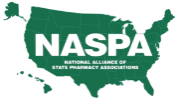 NASPA
NATIONAL ALLIANCE OF
STATE PHARMACY ASSOCIATIONS